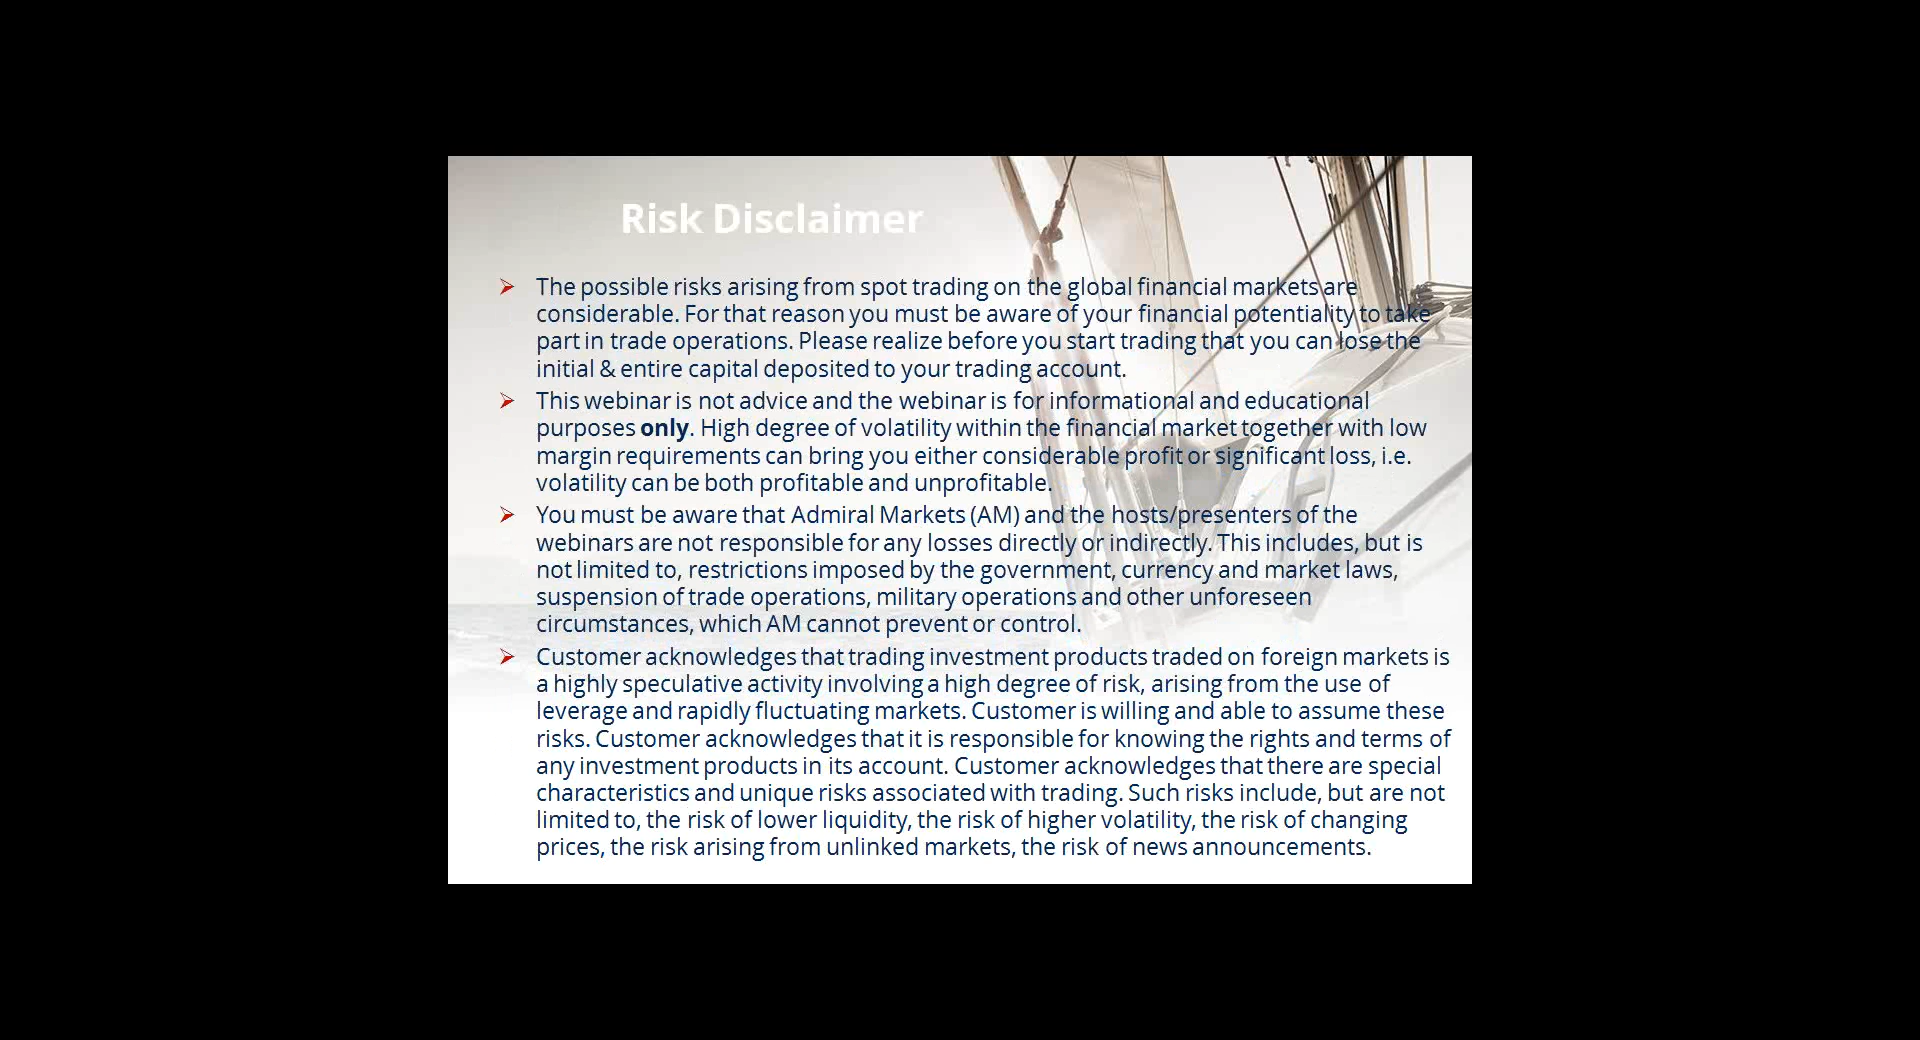 Risk Disclaimer
The possible risks arising from spot trading on the global financial markets are
considerable. For that reason you must be aware of your financial potentiality to take
part in trade operations. Please realize before you start trading that you can lose the
initial & entire capital deposited to your trading account.
This webinar is not advice and the webinar is for informational and educational
purposes only. High degree of volatility within the financial market together with low
margin requirements can bring you either considerable profit or significant loss, i.e.
volatility can be both profitable and unprofitable.
You must be aware that Admiral Markets (AM) and the hosts/presenters of the
webinars are not responsible for any losses directly or indirectly. This includes, but is
not limited to, restrictions imposed by the government, currency and market laws,
suspension of trade operations, military operations and other unforeseen
circumstances, which AM cannot prevent or control.
Customer acknowledges that trading investment products traded on foreign markets is
a highly speculative activity involving a high degree of risk, arising from the use of
leverage and rapidly fluctuating markets. Customer is willing and able to assume these
risks. Customer acknowledges that it is responsible for knowing the rights and terms of
any investment products in its account. Customer acknowledges that there are special
characteristics and unique risks associated with trading. Such risks include, but are not
limited to, the risk of lower liquidity, the risk of higher volatility, the risk of changing
prices, the risk arising from unlinked markets, the risk of news announcements.